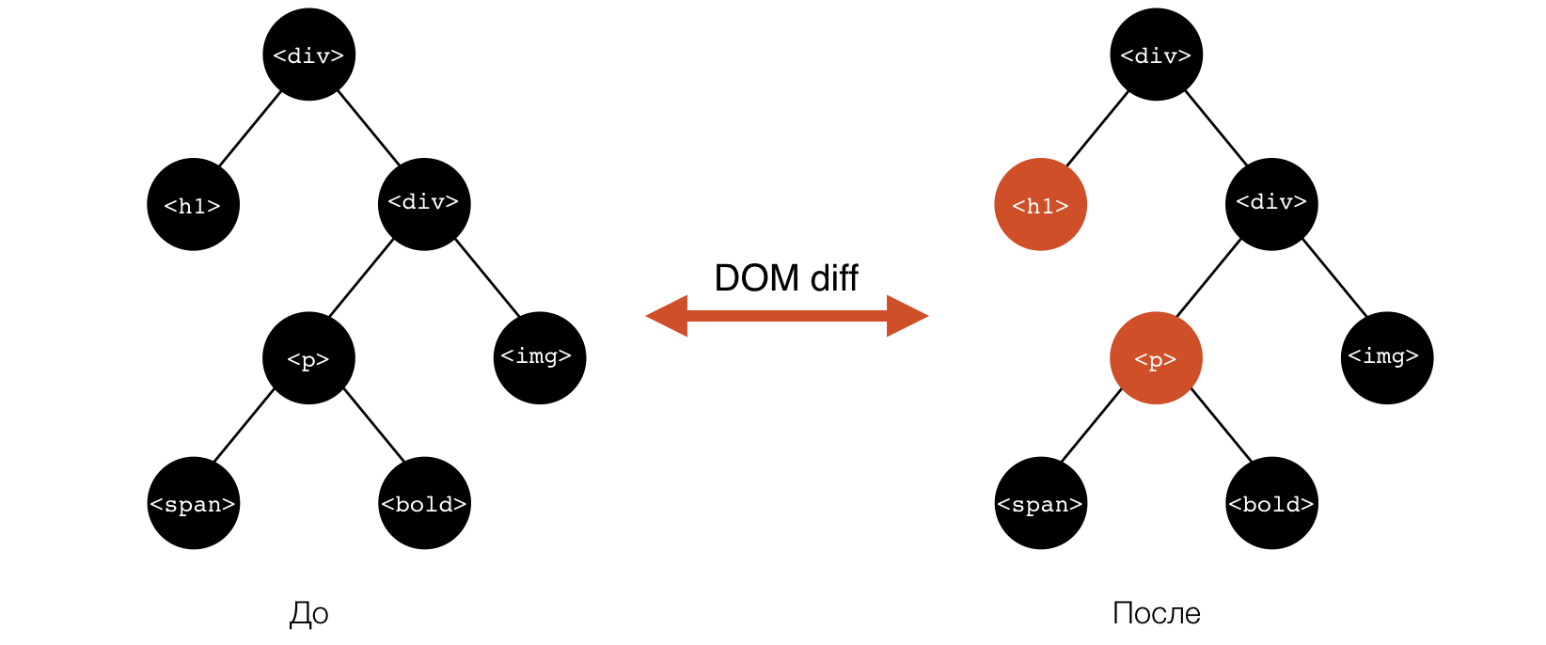 <div> <div>
<h1> <div> <h1> <div>
DOM diff
<p> <img> <p> <img>
<span> <bold> <span> <bold>
До После